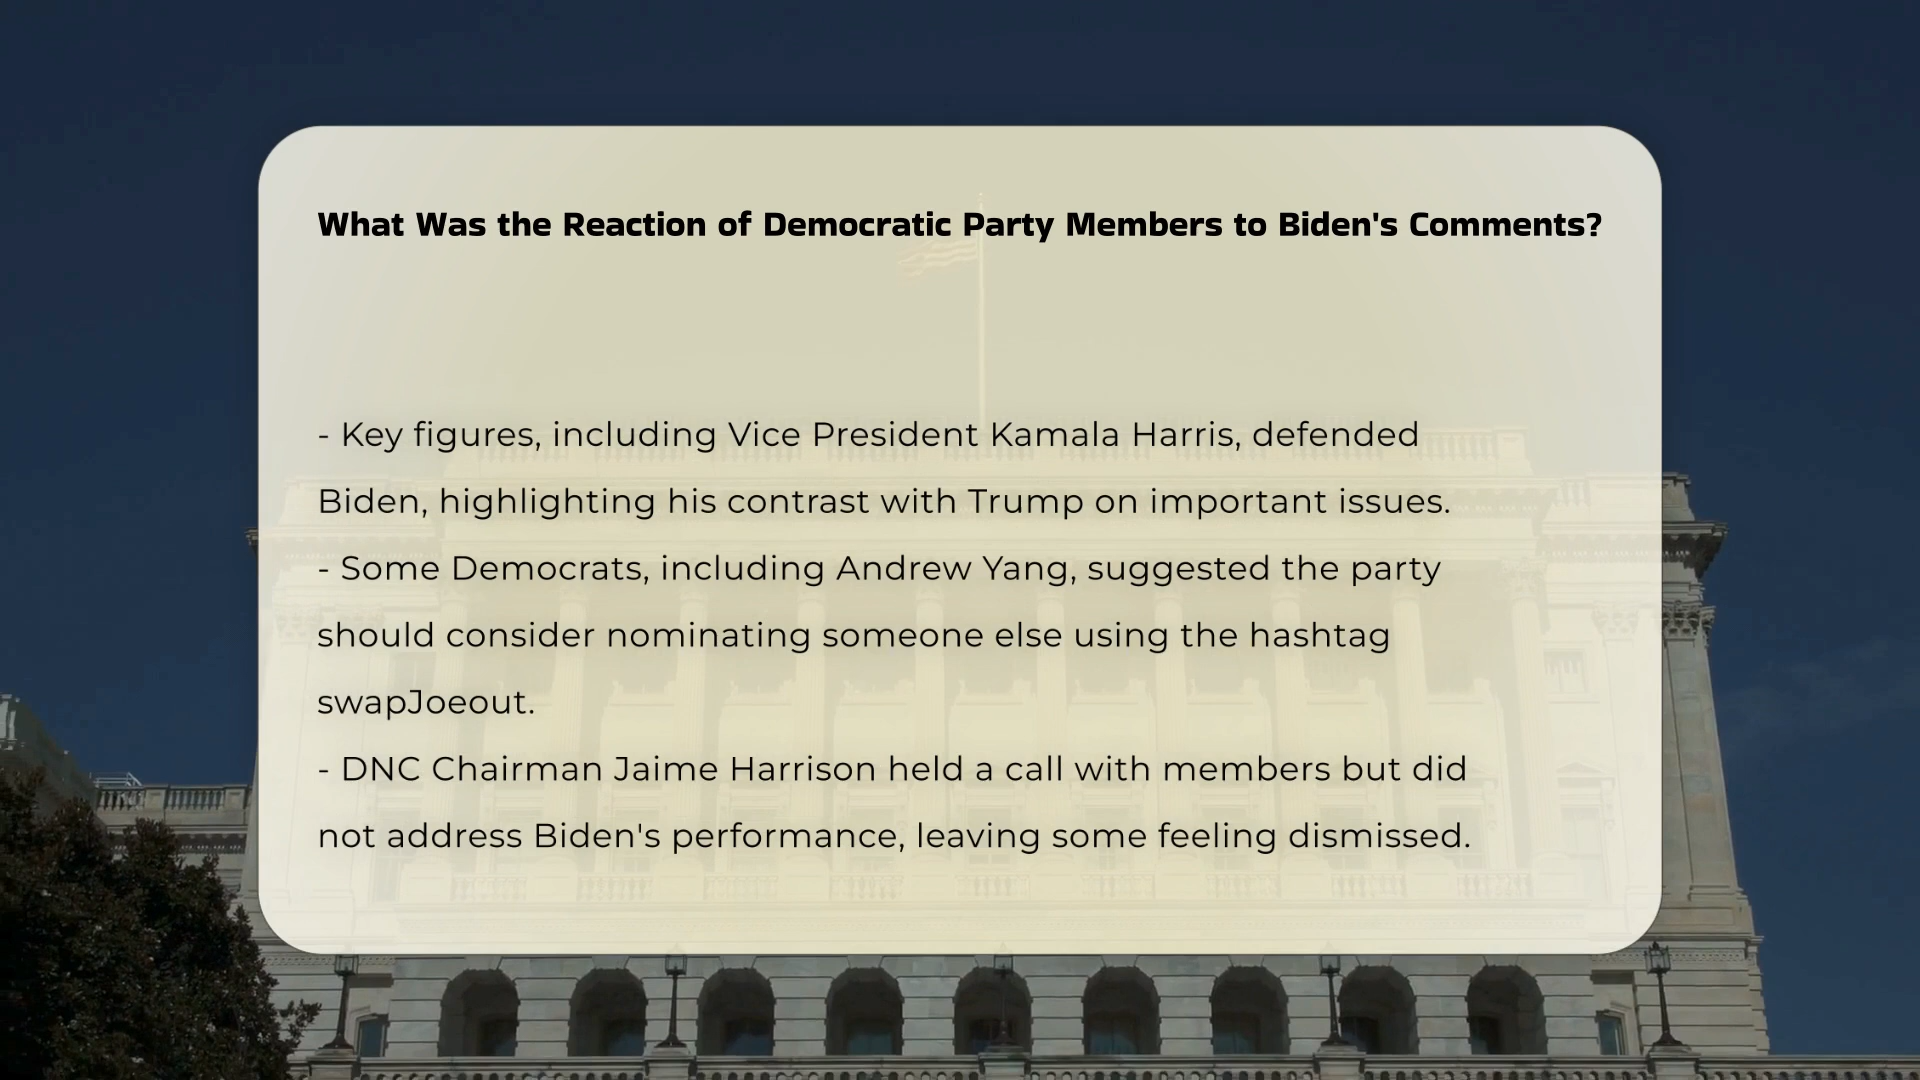 What Was the Reaction of Democratic Party Members to Biden's Comments?
- Key figures, including Vice President Kamala Harris, defended
Biden, highlighting his contrast with Trump on important issues.
- Some Democrats, including Andrew Yang, suggested the party
should consider nominating someone else using the hashtag
swapJoeout.
- DNC Chairman Jaime Harrison held a call with members but did
not address Biden's performance, leaving some feeling dismissed.